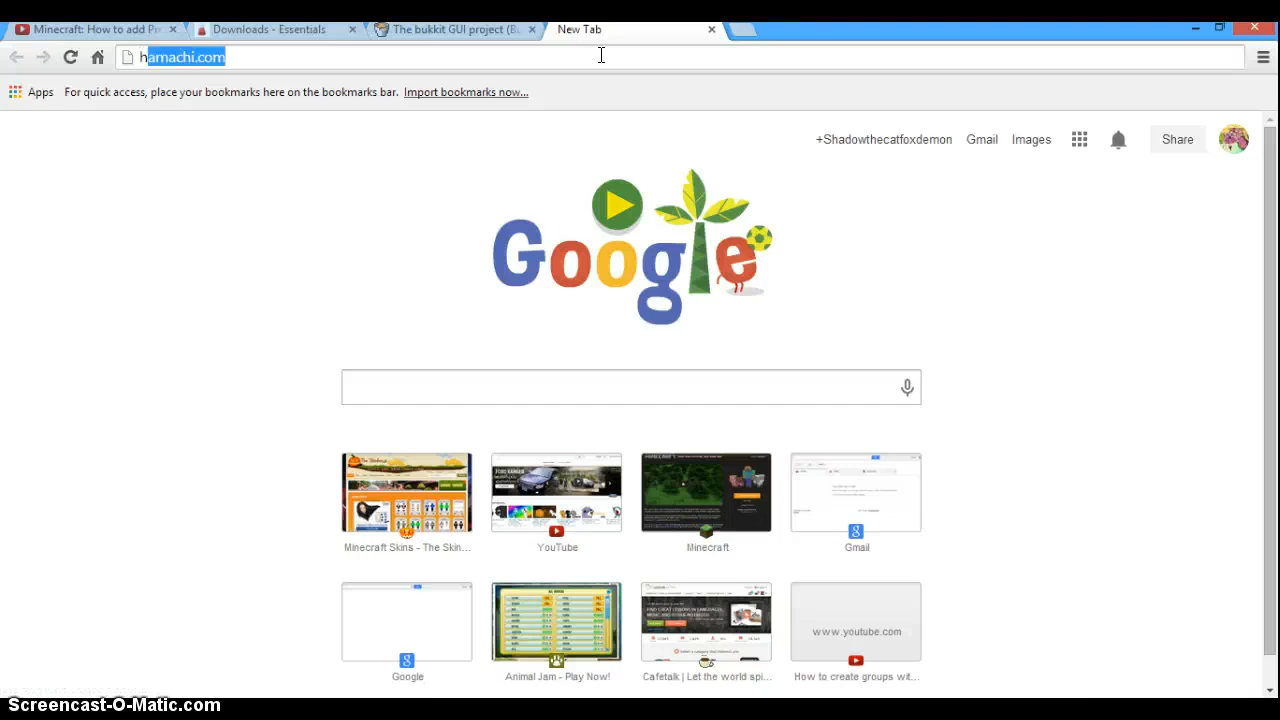 Minecraft: How to add Pr
Downloads - Essentials
The bukkit GUI project (Bu
New Tab
hamachi.com
Apps
For quick access, place your bookmarks here on the bookmarks bar.
Import bookmarks now...
+Shadowthecatfoxdemon
Gmail
Images
Share
Google
Minecraft Skins - The Skin...
YouTube
Minecraft
Gmail
www.youtube.com
Google
Animal Jam - Play Now!
Cafetalk | Let the world spi...
How to create groups wit...
Screencast-O-Matic.com